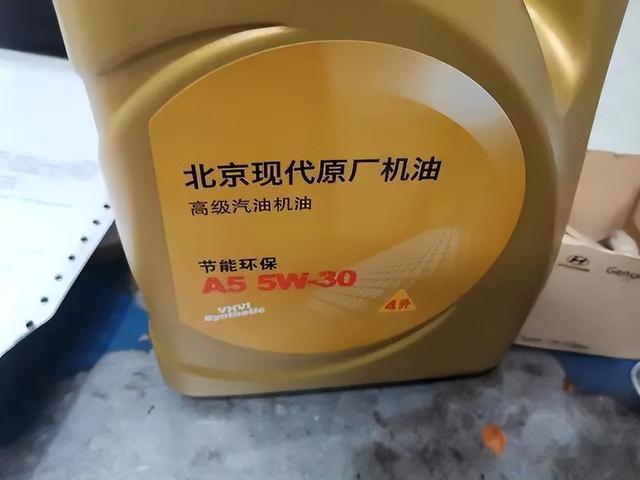 北京现代原厂机油
高级汽油机油
节能环保
A5 5W-30
VHVI
Synthetic
4升
HYUNDAI